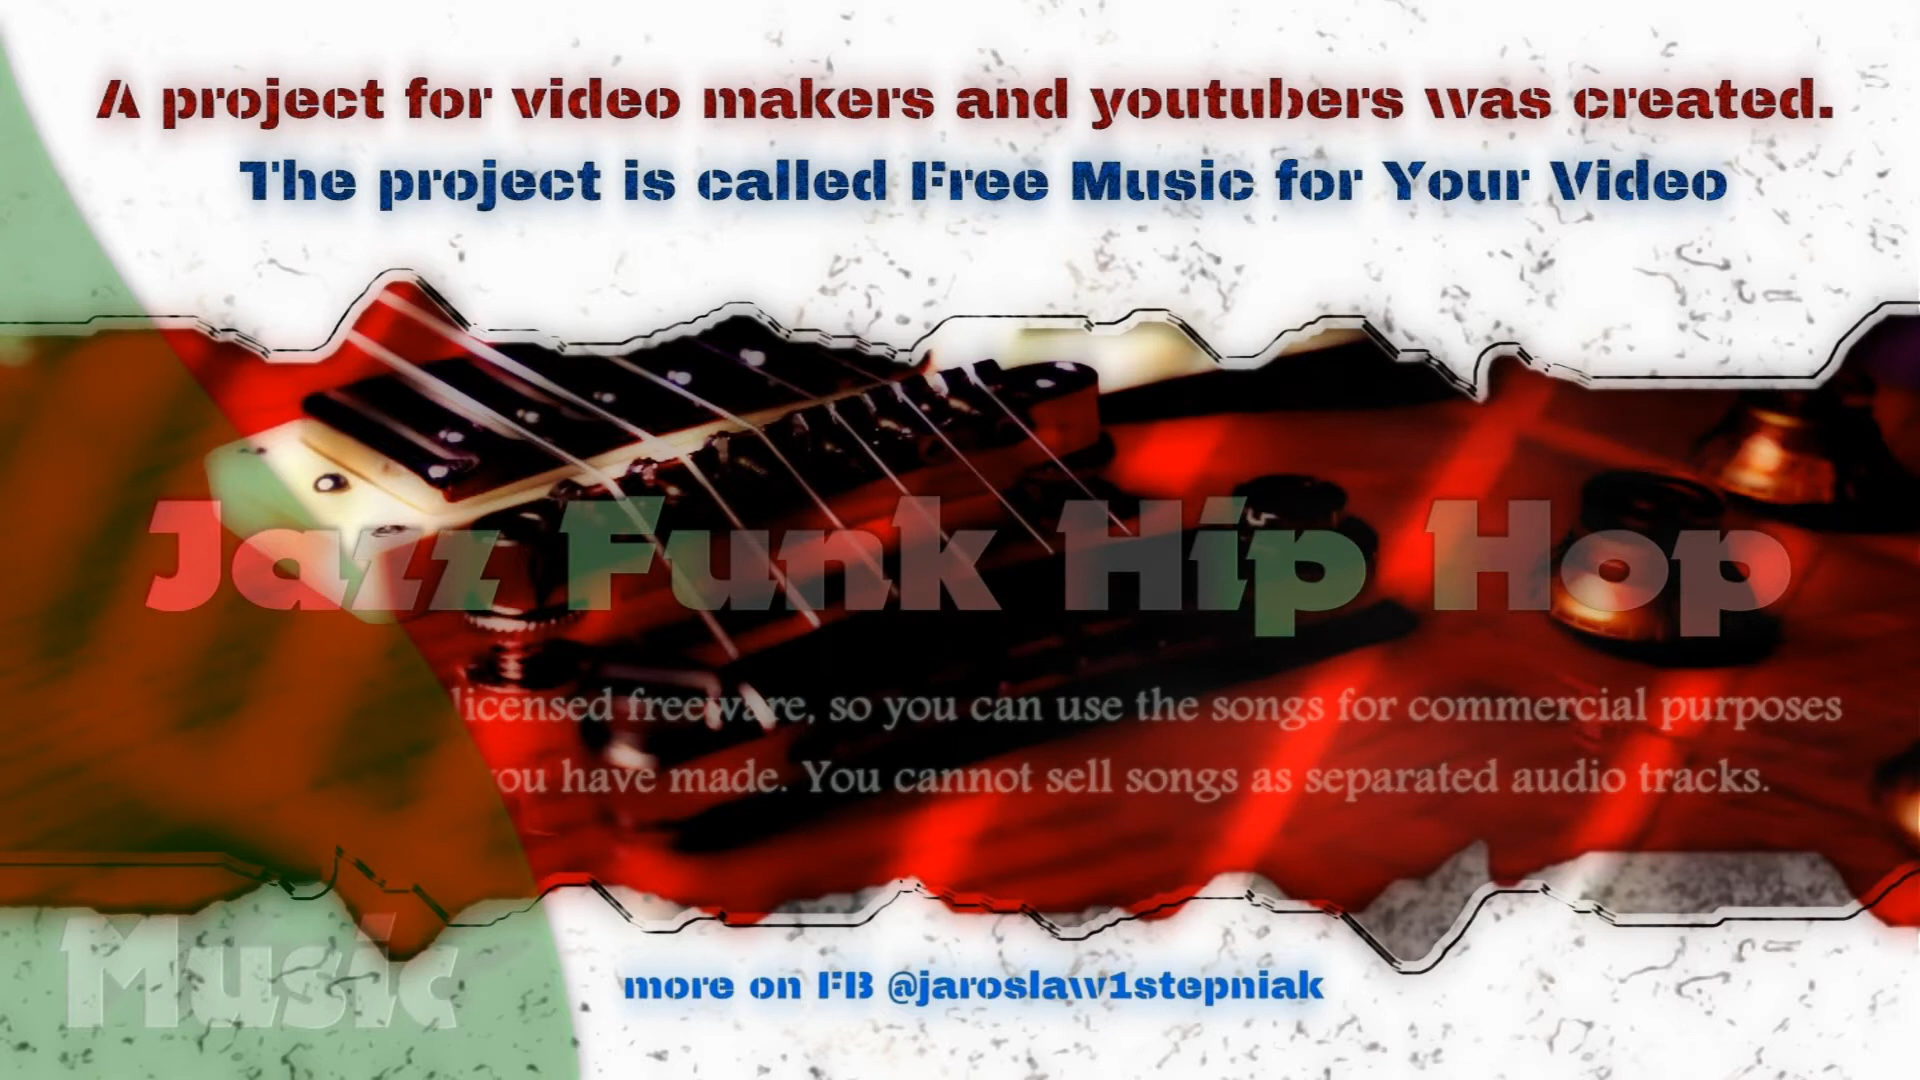 A project for video makers and youtubers was created.
The project is called Free Music for Your Video
Jazz Funk Hip Hop
licensed freeware, so you can use the songs for commercial purposes
you have made. You cannot sell songs as separated audio tracks.
Music
more on FB @jaroslaw1stepniak